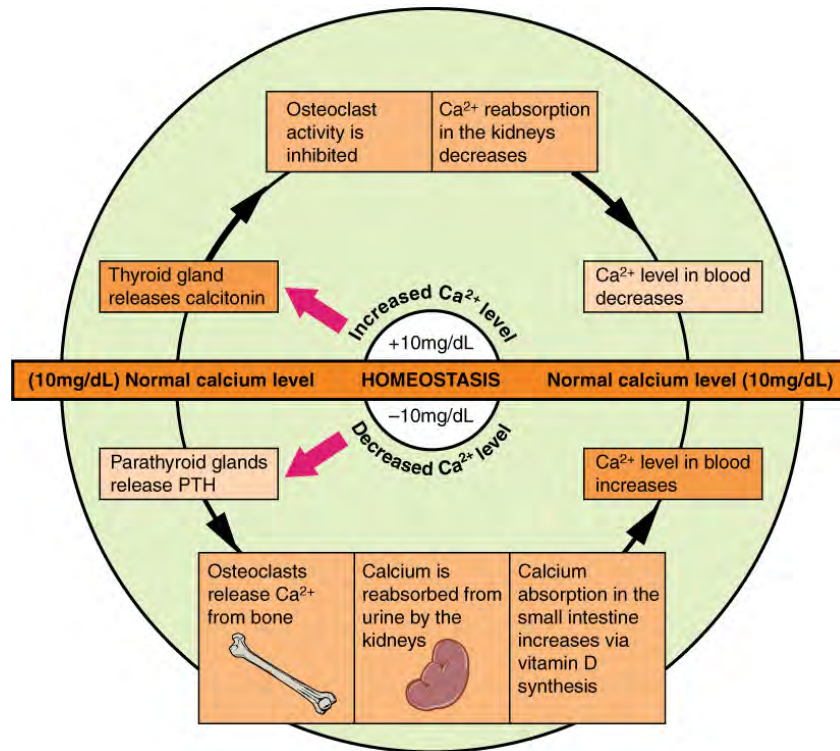 Osteoclast
activity is
inhibited
Ca²⁺ reabsorption
in the kidneys
decreases
Thyroid gland
releases calcitonin
Increased Ca²⁺ level
Ca²⁺ level in blood
decreases
+10mg/dL
(10mg/dL) Normal calcium level
HOMEOSTASIS
Normal calcium level (10mg/dL)
–10mg/dL
Decreased Ca²⁺ level
Parathyroid glands
release PTH
Ca²⁺ level in blood
increases
Osteoclasts
release Ca²⁺
from bone
Calcium is
reabsorbed from
urine by the
kidneys
Calcium
absorption in the
small intestine
increases via
vitamin D
synthesis